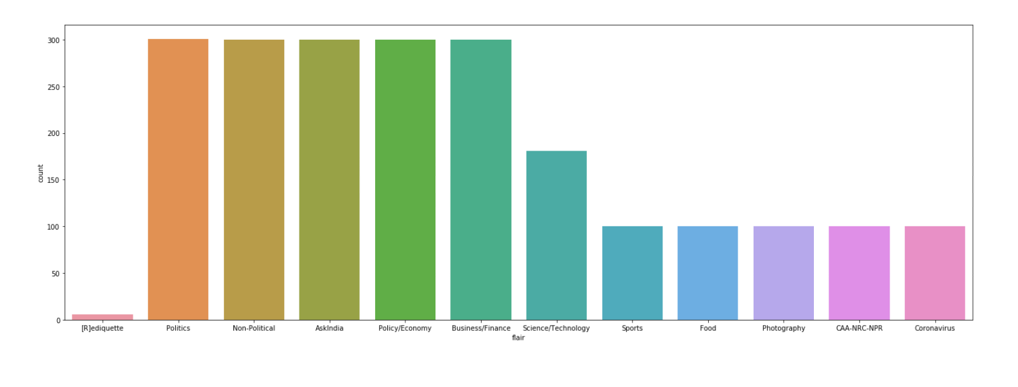 300
250
200
150
100
50
0
count
[R]ediquette Politics Non-Political AskIndia Policy/Economy Business/Finance Science/Technology Sports Food Photography CAA-NRC-NPR Coronavirus
flair